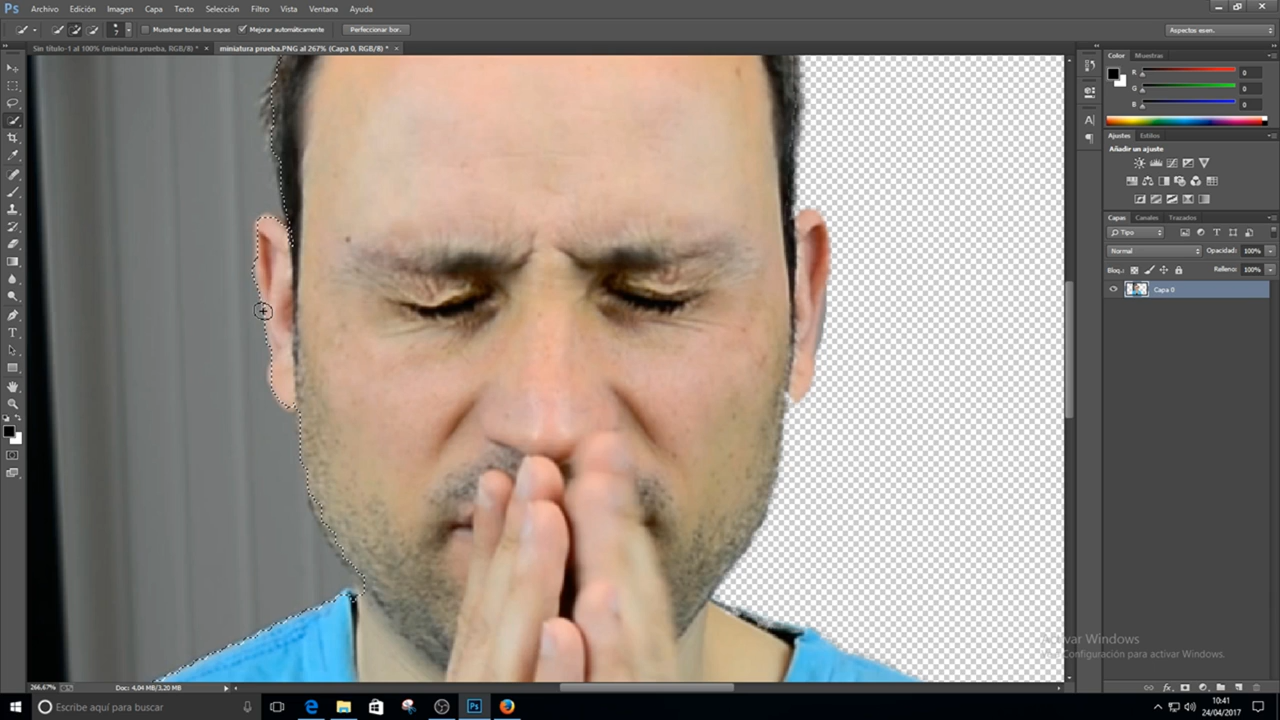 Ps Archivo Edición Imagen Capa Texto Selección Filtro Vista Ventana Ayuda
7 Muestrear todas las capas Mejorar automáticamente Perfeccionar bor. Aspectos esen.
Sin título-1 al 100% (miniatura prueba, RGB/8) * × miniatura prueba.PNG al 267% (Capa 0, RGB/8) * ×
Color Muestras
R 0
G 0
B 0
Ajustes Estilos
Añadir un ajuste
Capas Canales Trazados
Tipo
Normal Opacidad: 100%
Bloq.: Relleno: 100%
Capa 0
Activar Windows
Configuración para activar Windows.
266,67% Doc: 4,04 MB/3,20 MB
Escribe aquí para buscar
10:41
24/04/2017